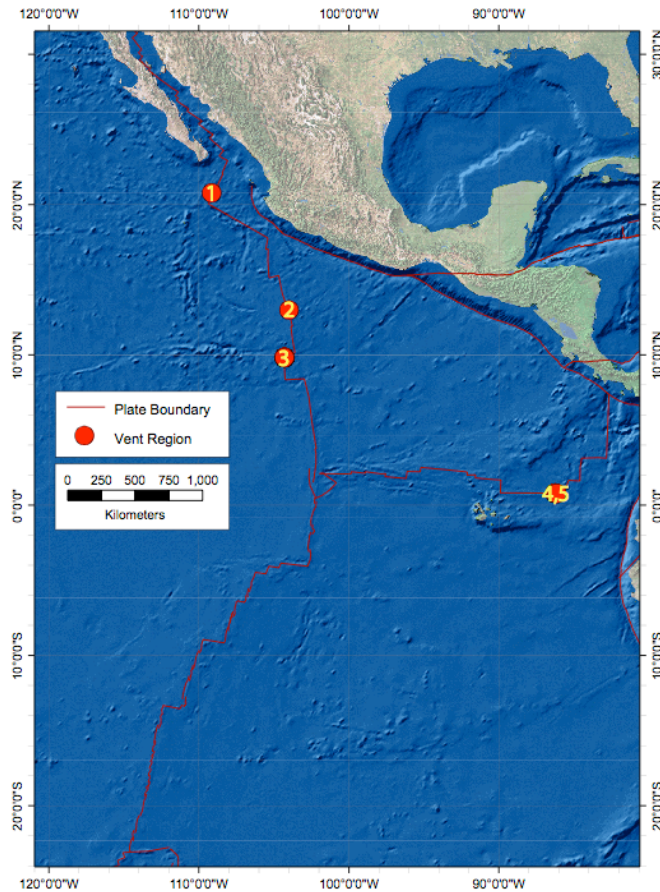 120°0'0"W 110°0'0"W 100°0'0"W 90°0'0"W
30°0'0"N
20°0'0"N 20°0'0"N
10°0'0"N 10°0'0"N
0°0'0" 0°0'0"
10°0'0"S 10°0'0"S
20°0'0"S 20°0'0"S
1
2
3
4,5
Plate Boundary
Vent Region
0 250 500 750 1,000
Kilometers
120°0'0"W 110°0'0"W 100°0'0"W 90°0'0"W